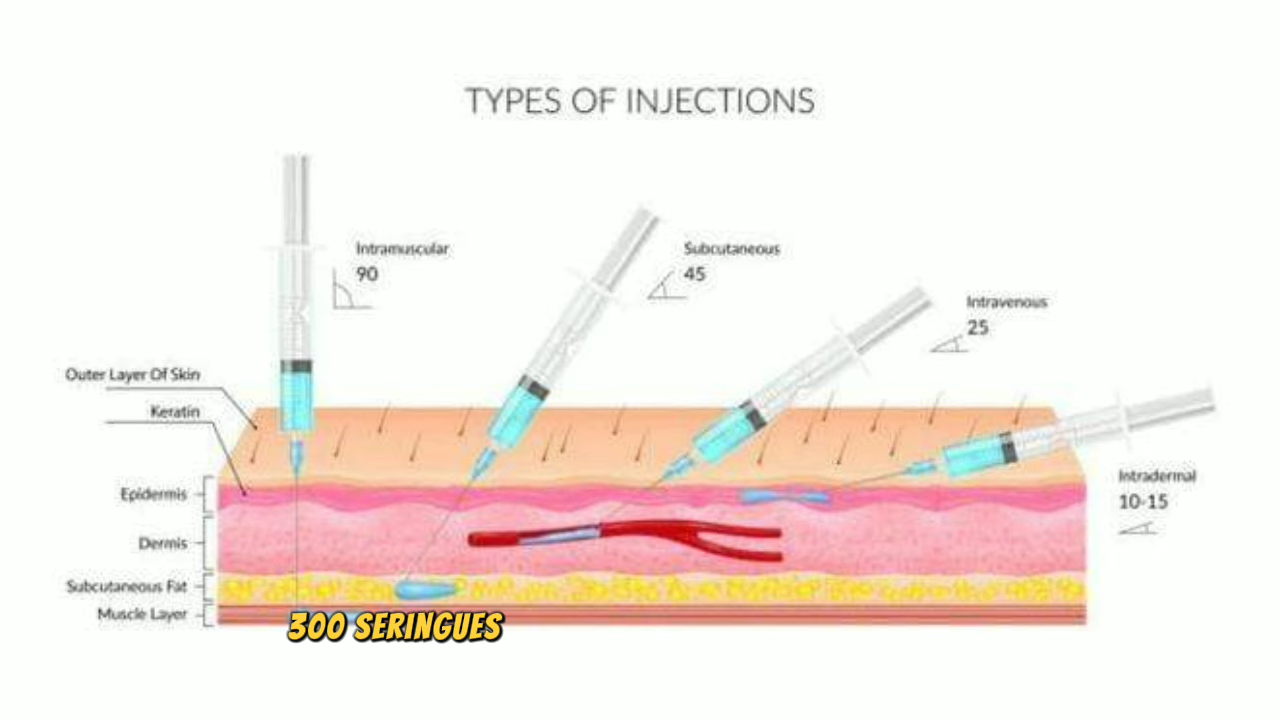 TYPES OF INJECTIONS
Intramuscular
90
Subcutaneous
45
Intravenous
25
Outer Layer Of Skin
Keratin
Intradermal
10-15
Epidermis
Dermis
Subcutaneous Fat
Muscle Layer
300 SERINGUES